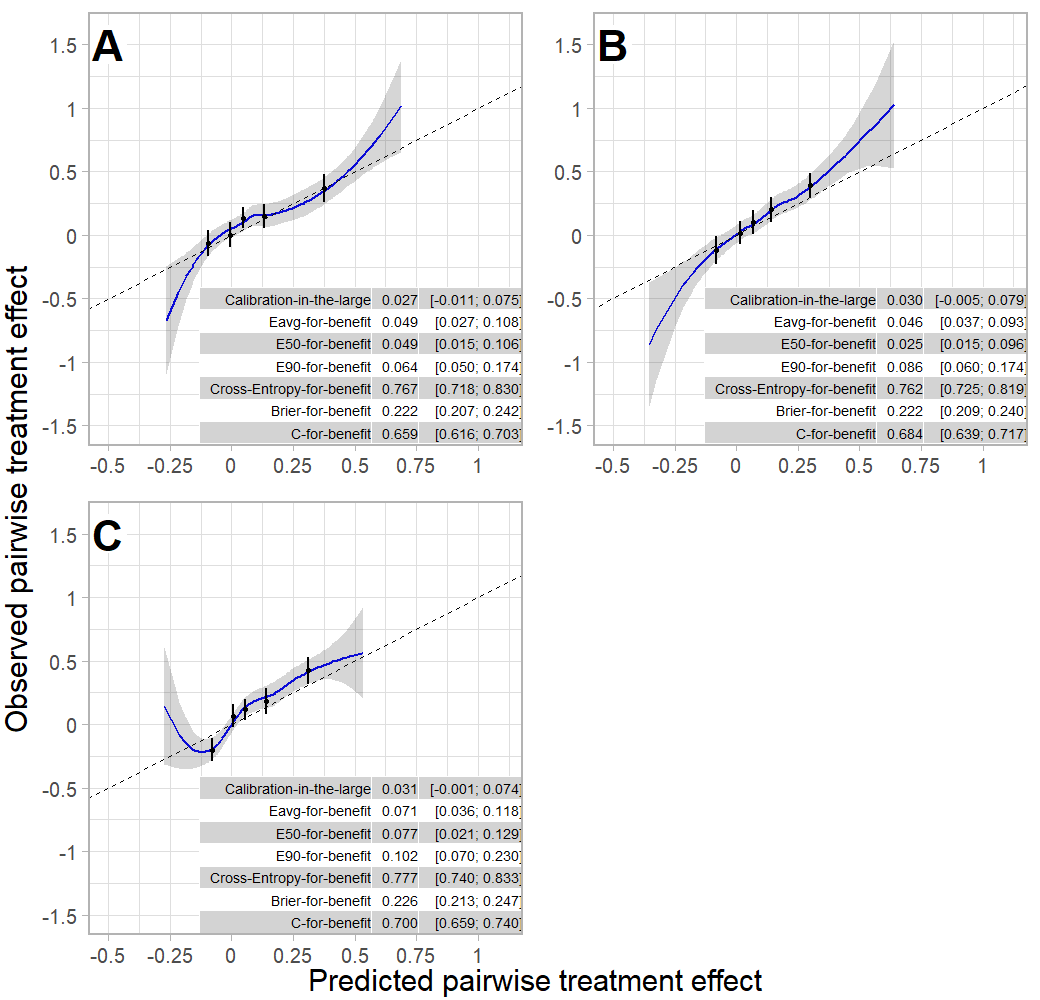 A
1.5
1
0.5
0
-0.5
-1
-1.5
Calibration-in-the-large 0.027 [-0.011; 0.075]
Eavg-for-benefit 0.049 [0.027; 0.108]
E50-for-benefit 0.049 [0.015; 0.106]
E90-for-benefit 0.064 [0.050; 0.174]
Cross-Entropy-for-benefit 0.767 [0.718; 0.830]
Brier-for-benefit 0.222 [0.207; 0.242]
C-for-benefit 0.659 [0.616; 0.703]
-0.5 -0.25 0 0.25 0.5 0.75 1
B
1.5
1
0.5
0
-0.5
-1
-1.5
Calibration-in-the-large 0.030 [-0.005; 0.079]
Eavg-for-benefit 0.046 [0.037; 0.093]
E50-for-benefit 0.025 [0.015; 0.096]
E90-for-benefit 0.086 [0.060; 0.174]
Cross-Entropy-for-benefit 0.762 [0.725; 0.819]
Brier-for-benefit 0.222 [0.209; 0.240]
C-for-benefit 0.684 [0.639; 0.717]
-0.5 -0.25 0 0.25 0.5 0.75 1
C
1.5
1
0.5
0
-0.5
-1
-1.5
Calibration-in-the-large 0.031 [-0.001; 0.074]
Eavg-for-benefit 0.071 [0.036; 0.118]
E50-for-benefit 0.077 [0.021; 0.129]
E90-for-benefit 0.102 [0.070; 0.230]
Cross-Entropy-for-benefit 0.777 [0.740; 0.833]
Brier-for-benefit 0.226 [0.213; 0.247]
C-for-benefit 0.700 [0.659; 0.740]
-0.5 -0.25 0 0.25 0.5 0.75 1
Observed pairwise treatment effect
Predicted pairwise treatment effect